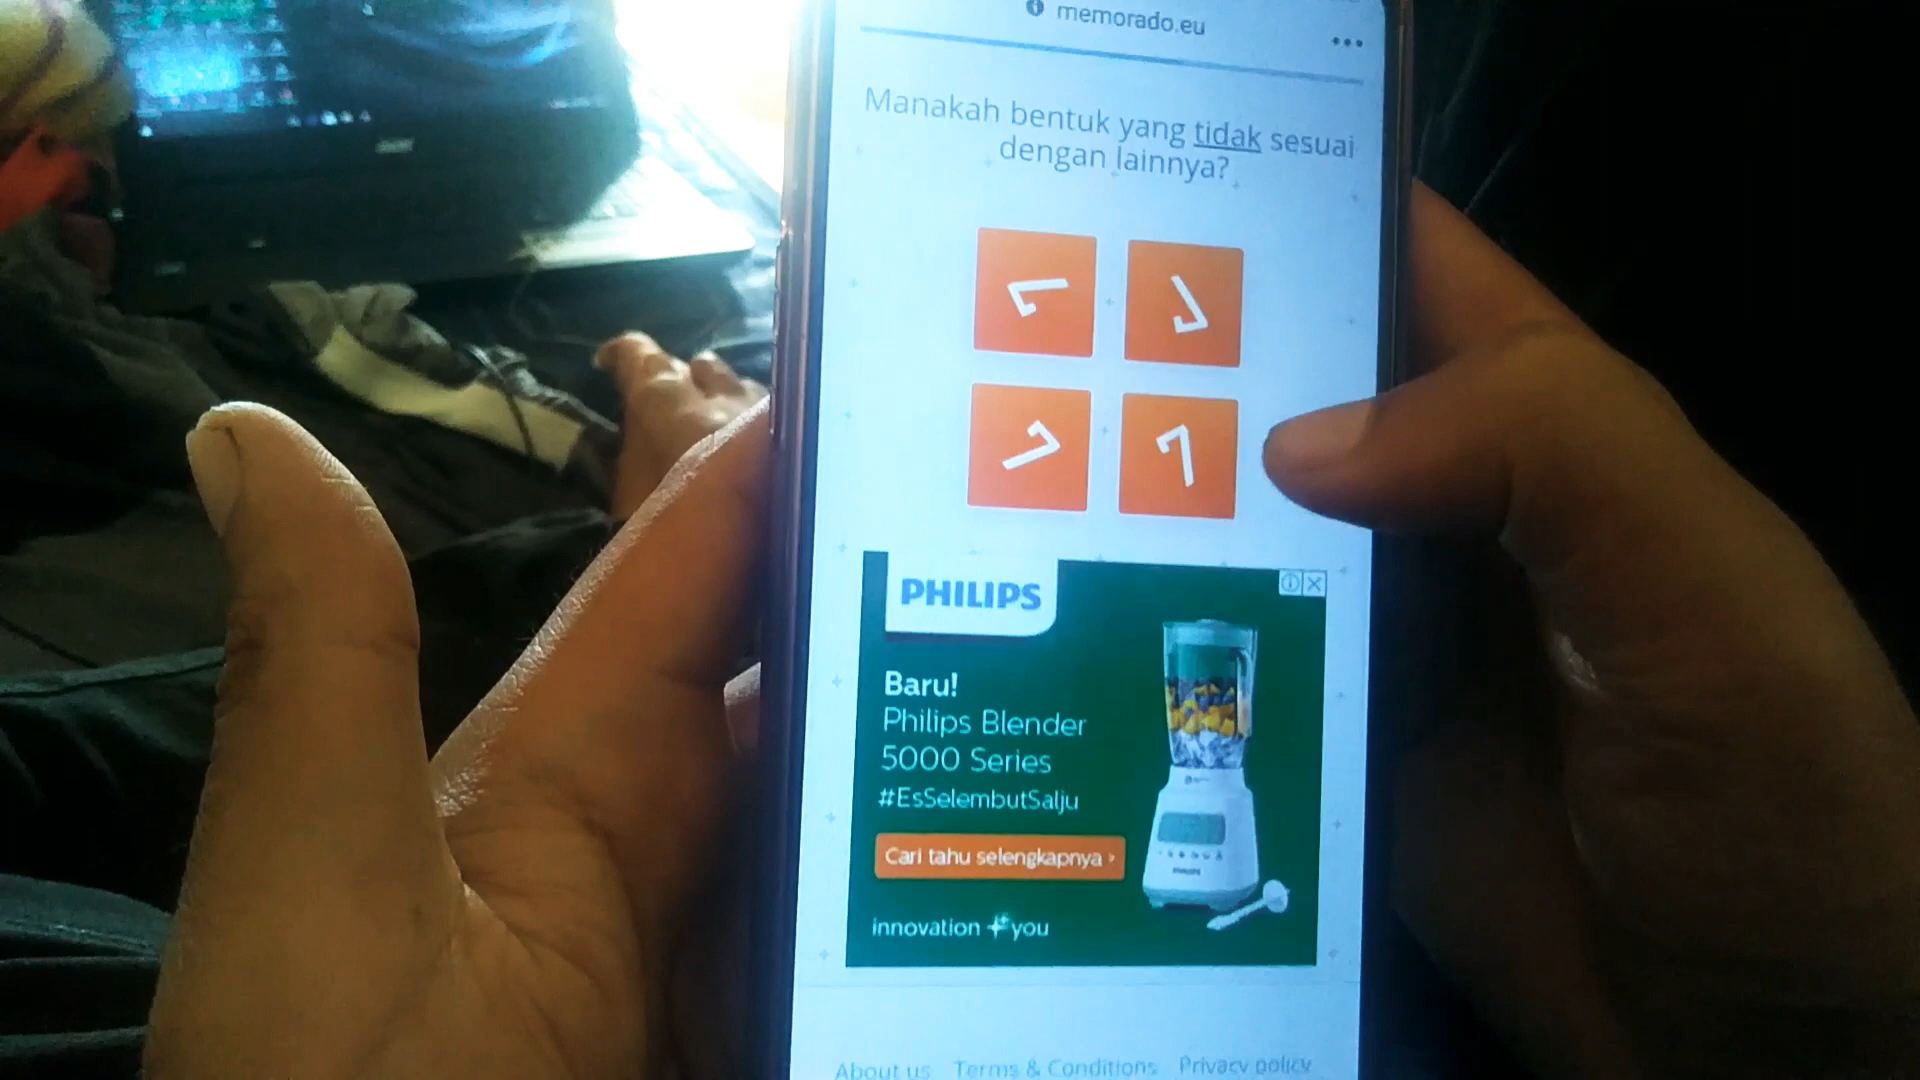 memorado.eu
Manakah bentuk yang tidak sesuai
dengan lainnya?
PHILIPS
Baru!
Philips Blender
5000 Series
#EsSelembutSalju
Cari tahu selengkapnya ›
innovation + you
About us Terms & Conditions Privacy policy